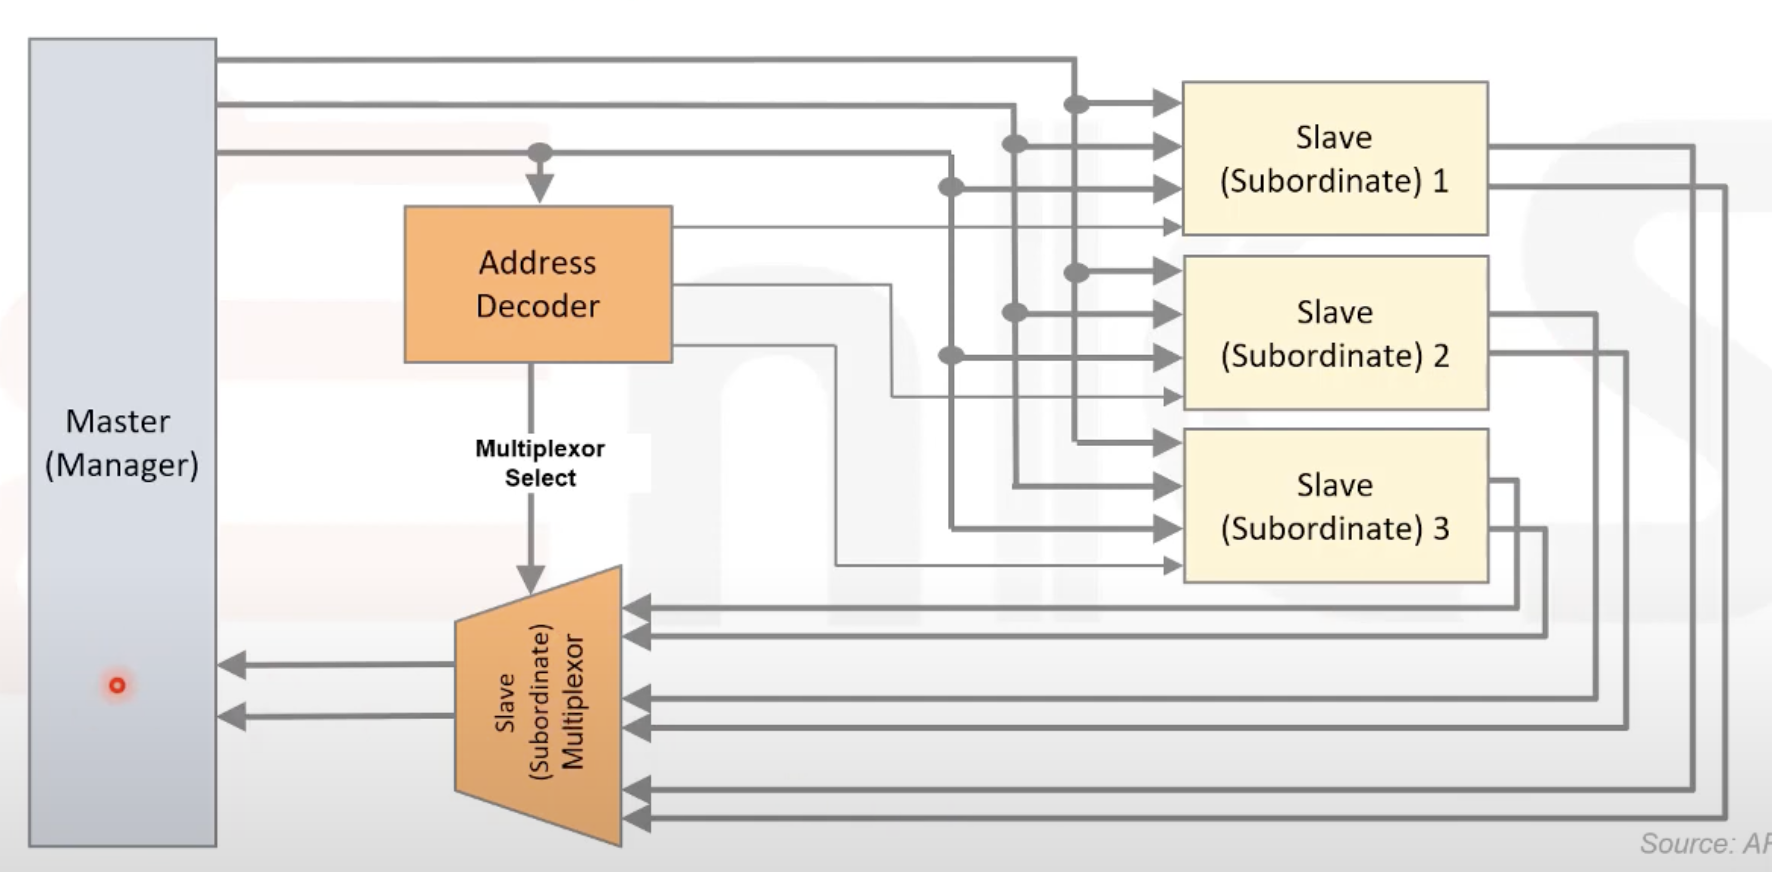 Master
(Manager)
Address
Decoder
Multiplexor
Select
Slave
(Subordinate)
Multiplexor
Slave
(Subordinate) 1
Slave
(Subordinate) 2
Slave
(Subordinate) 3
Source: